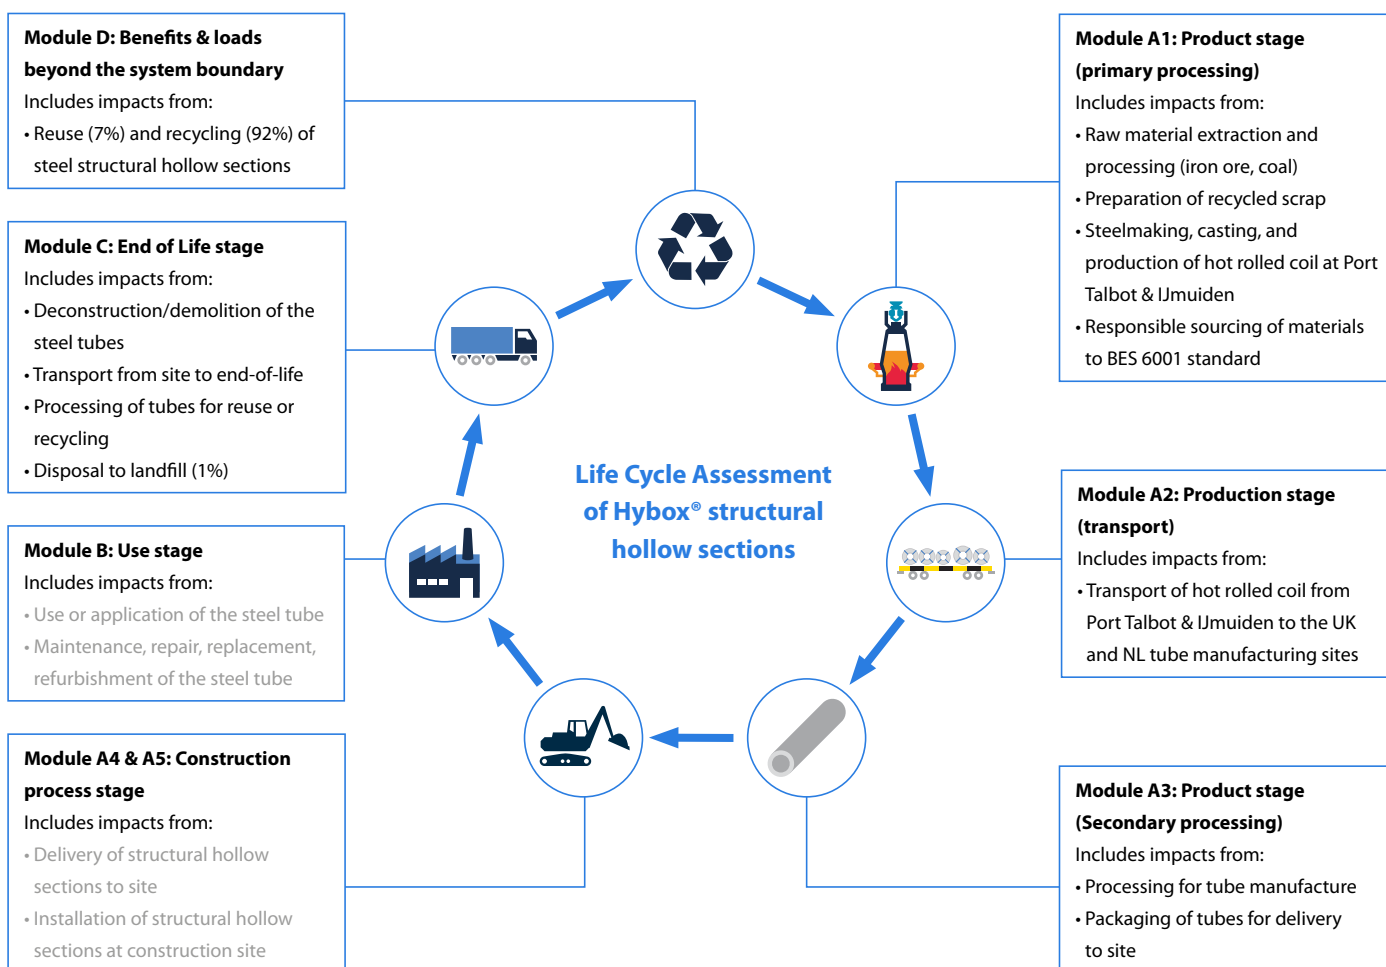 Module D: Benefits & loads
beyond the system boundary
Includes impacts from:
• Reuse (7%) and recycling (92%) of
steel structural hollow sections
Module C: End of Life stage
Includes impacts from:
• Deconstruction/demolition of the
steel tubes
• Transport from site to end-of-life
• Processing of tubes for reuse or
recycling
• Disposal to landfill (1%)
Module B: Use stage
Includes impacts from:
• Use or application of the steel tube
• Maintenance, repair, replacement,
refurbishment of the steel tube
Module A4 & A5: Construction
process stage
Includes impacts from:
• Delivery of structural hollow
sections to site
• Installation of structural hollow
sections at construction site
Life Cycle Assessment
of Hybox® structural
hollow sections
Module A1: Product stage
(primary processing)
Includes impacts from:
• Raw material extraction and
processing (iron ore, coal)
• Preparation of recycled scrap
• Steelmaking, casting, and
production of hot rolled coil at Port
Talbot & IJmuiden
• Responsible sourcing of materials
to BES 6001 standard
Module A2: Production stage
(transport)
Includes impacts from:
• Transport of hot rolled coil from
Port Talbot & IJmuiden to the UK
and NL tube manufacturing sites
Module A3: Product stage
(Secondary processing)
Includes impacts from:
• Processing for tube manufacture
• Packaging of tubes for delivery
to site